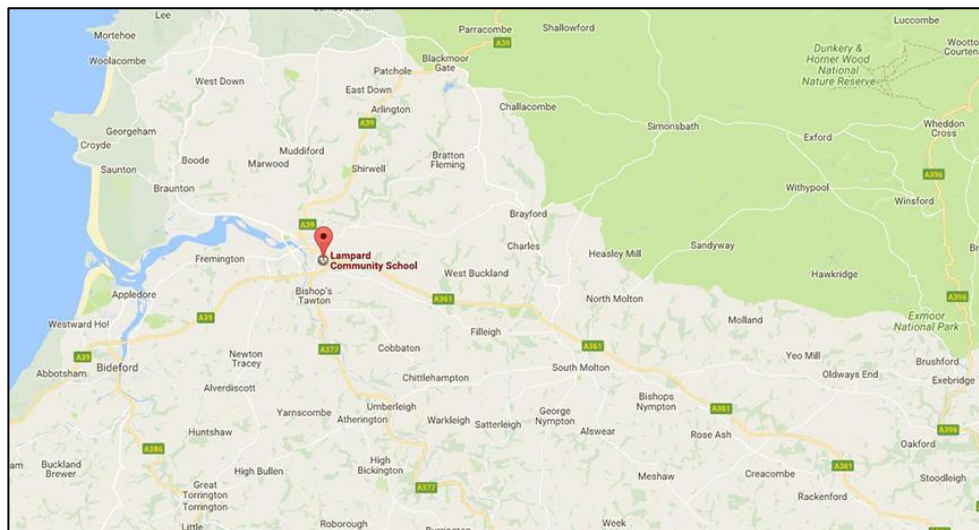 Lee
Mortehoe
Woolacombe
West Down
Patchole
East Down
Arlington
A39
Parracombe
A39
Blackmoor
Gate
Shallowford
Challacombe
Dunkery &
Horner Wood
National
Nature Reserve
Luccombe
Wheddon
Cross
A396
Simonsbath
Exford
Withypool
Winsford
Georgeham
Croyde
Saunton
Boode
Braunton
Muddiford
Marwood
Shirwell
Bratton
Fleming
Brayford
Charles
Heasley Mill
Sandyway
Hawkridge
A396
Exmoor
National Park
A39
Lampard
Community School
Fremington
Bishop's
Tawton
West Buckland
A361
North Molton
Molland
Appledore
Westward Ho!
A39
Abbotsham
Bideford
A39
Newton
Tracey
A377
Cobbaton
Filleigh
A361
South Molton
Yeo Mill
Oldways End
Brushford
Exebridge
Alverdiscott
Chittlehampton
Yarnscombe
Umberleigh
Atherington
Warkleigh
Satterleigh
George
Nympton
Bishops
Nympton
Alswear
A361
Rose Ash
A396
Oakford
Huntshaw
A386
Buckland
Brewer
High Bullen
High
Bickington
A377
Meshaw
Creacombe
A361
Stoodleigh
Rackenford
Great
Torrington
Torrington
Little
Roborough
Week